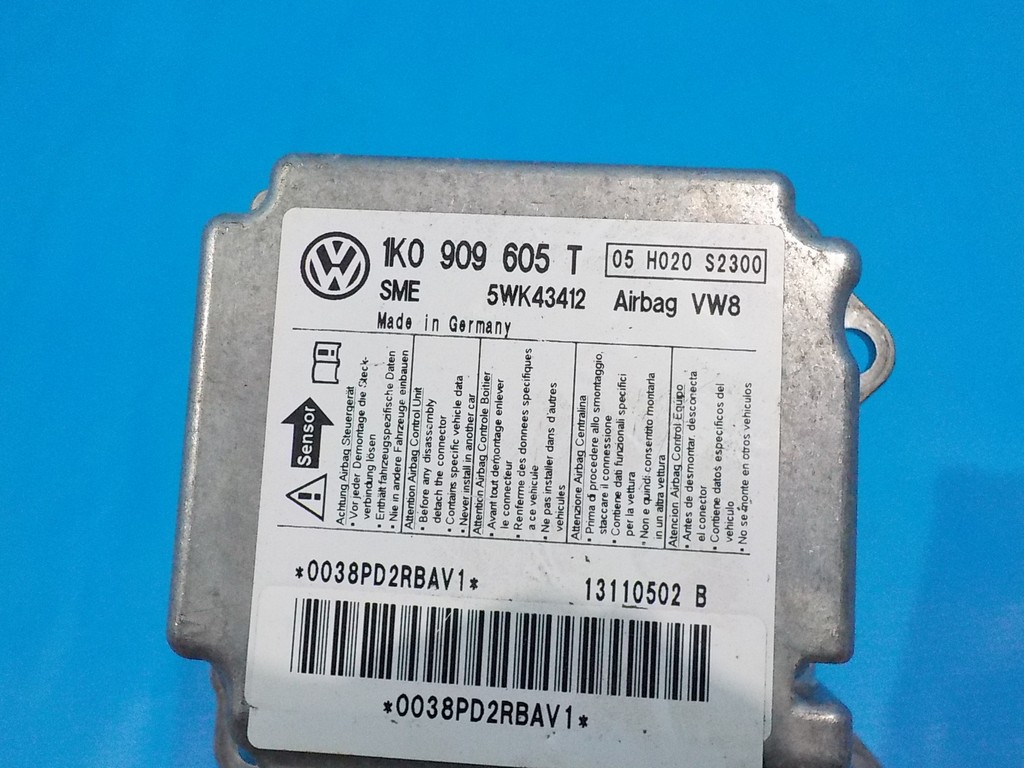 1K0 909 605 T
05 H020 S2300
SME 5WK43412 Airbag VW8
Made in Germany
Sensor
Achtung Airbag Steuergerät
• Vor jeder Demontage die Steck-
verbindung lösen
• Enthält fahrzeugspezifische Daten
• Nie in andere Fahrzeuge einbauen
Attention Airbag Control Unit
• Before any disassembly
detach the connector
• Contains specific vehicle data
• Never install in another car
Attention Airbag Controle Boitier
• Avant tout demontage enlever
le connecteur
• Renferme des donnees specifiques
a ce vehicule
• Ne pas installer dans d'autres
vehicules
Attenzione Airbag Centralina
• Prima di procedere allo smontaggio,
staccare il connessione
• Contiene dati funzionali specifici
per la vettura
• Non e quindi consentito montarla
in un altra vettura
Atencion Airbag Control Equipo
• Antes de desmontar, desconecta
el conector
• Contiene datos especificos del
vehiculo
• No se monte en otros vehiculos
*0038PD2RBAV1*
13110502 B
*0038PD2RBAV1*